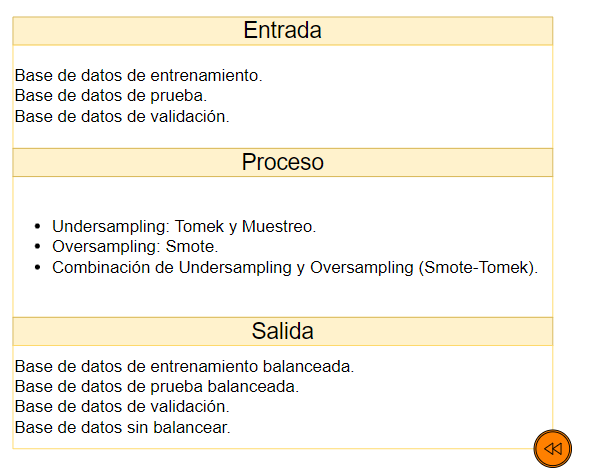 Entrada
Base de datos de entrenamiento.
Base de datos de prueba.
Base de datos de validación.
Proceso
• Undersampling: Tomek y Muestreo.
• Oversampling: Smote.
• Combinación de Undersampling y Oversampling (Smote-Tomek).
Salida
Base de datos de entrenamiento balanceada.
Base de datos de prueba balanceada.
Base de datos de validación.
Base de datos sin balancear.